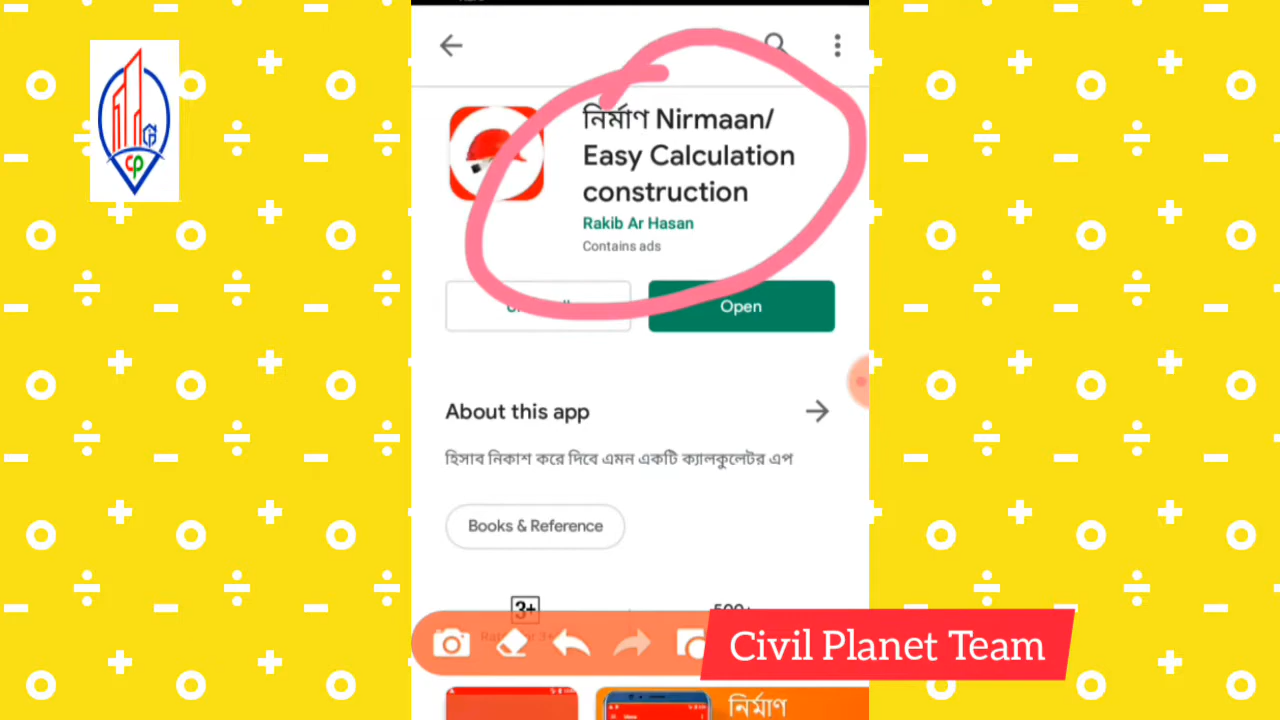 নির্মাণ Nirmaan/
Easy Calculation
construction
Rakib Ar Hasan
Contains ads
Open
About this app
হিসাব নিকাশ করে দিবে এমন একটি ক্যালকুলেটর এপ
Books & Reference
3+
CP
Civil Planet Team
নির্মাণ